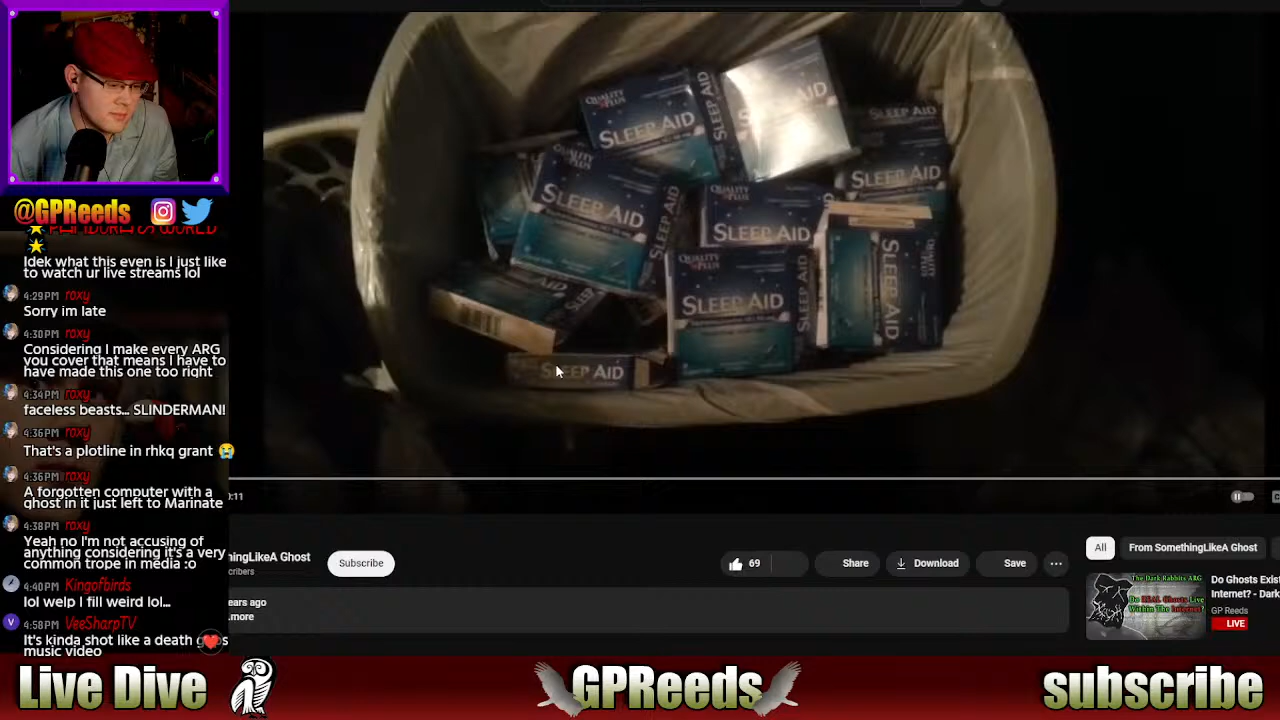 QUALITY PLUS
SLEEP AID
SLEEP AID
SLEEP AID
SLEEP AID
SLEEP AID
SLEEP AID
SLEEP AID
QUALITY PLUS
SLEEP AID
QUALITY PLUS
SLEEP AID
SLEEP AID
SLEEP AID
SLEEP AID
@GPReeds
Idek what this even is I just like
to watch ur live streams lol
4:29PM roxy
Sorry im late
4:30PM roxy
Considering I make every ARG
you cover that means I have to
have made this one too right
4:34PM roxy
faceless beasts... SLINDERMAN!
4:36PM roxy
That's a plotline in rhkq grant 😭
4:36PM roxy
A forgotten computer with a
ghost in it just left to Marinate
4:38PM roxy
Yeah no I'm not accusing of
anything considering it's a very
common trope in media :o
4:40PM Kingofbirds
lol welp I fill weird lol...
4:58PM VeeSharpTV
It's kinda shot like a death
music video
:11
hingLikeA Ghost
cribers
Subscribe
69
Share
Download
Save
ears ago
.more
All
From SomethingLikeA Ghost
The Dark Rabbits ARG
Do REAL Ghosts Live
Within The Internet?
Do Ghosts Exis
Internet? - Dark
GP Reeds
LIVE
Live Dive
GPReeds
subscribe